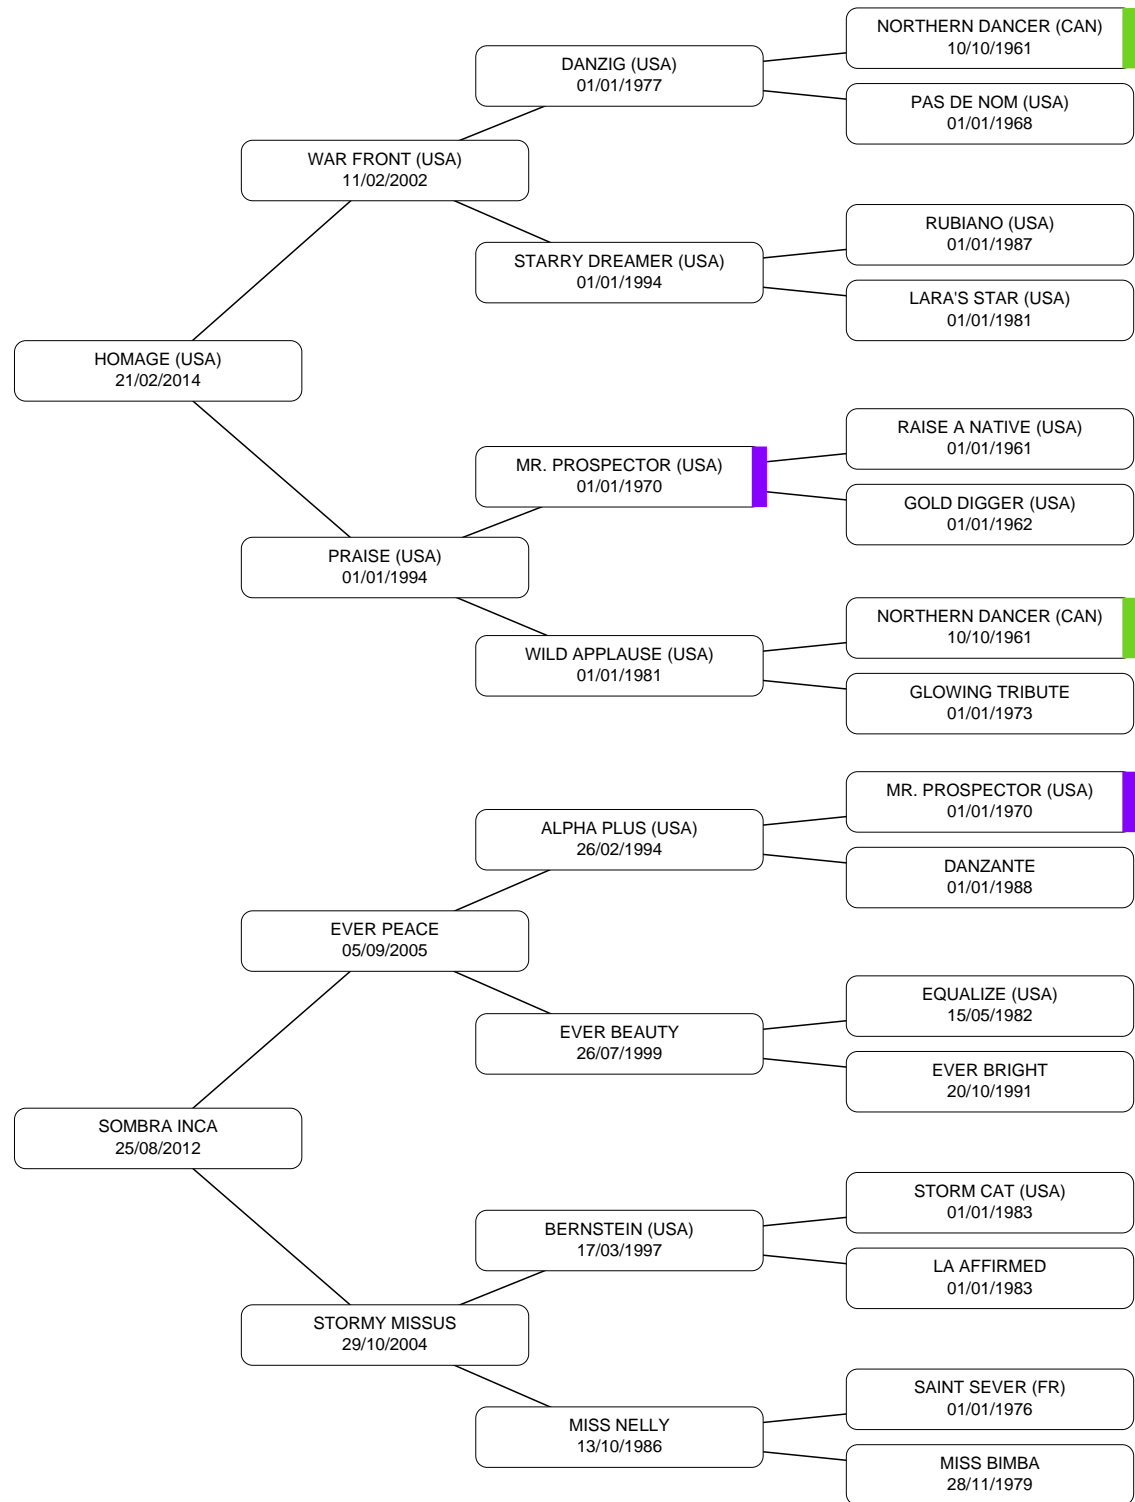 NORTHERN DANCER (CAN)
10/10/1961
DANZIG (USA)
01/01/1977
PAS DE NOM (USA)
01/01/1968
WAR FRONT (USA)
11/02/2002
RUBIANO (USA)
01/01/1987
STARRY DREAMER (USA)
01/01/1994
LARA'S STAR (USA)
01/01/1981
HOMAGE (USA)
21/02/2014
RAISE A NATIVE (USA)
01/01/1961
MR. PROSPECTOR (USA)
01/01/1970
GOLD DIGGER (USA)
01/01/1962
PRAISE (USA)
01/01/1994
NORTHERN DANCER (CAN)
10/10/1961
WILD APPLAUSE (USA)
01/01/1981
GLOWING TRIBUTE
01/01/1973
MR. PROSPECTOR (USA)
01/01/1970
ALPHA PLUS (USA)
26/02/1994
DANZANTE
01/01/1988
EVER PEACE
05/09/2005
EQUALIZE (USA)
15/05/1982
EVER BEAUTY
26/07/1999
EVER BRIGHT
20/10/1991
SOMBRA INCA
25/08/2012
STORM CAT (USA)
01/01/1983
BERNSTEIN (USA)
17/03/1997
LA AFFIRMED
01/01/1983
STORMY MISSUS
29/10/2004
SAINT SEVER (FR)
01/01/1976
MISS NELLY
13/10/1986
MISS BIMBA
28/11/1979